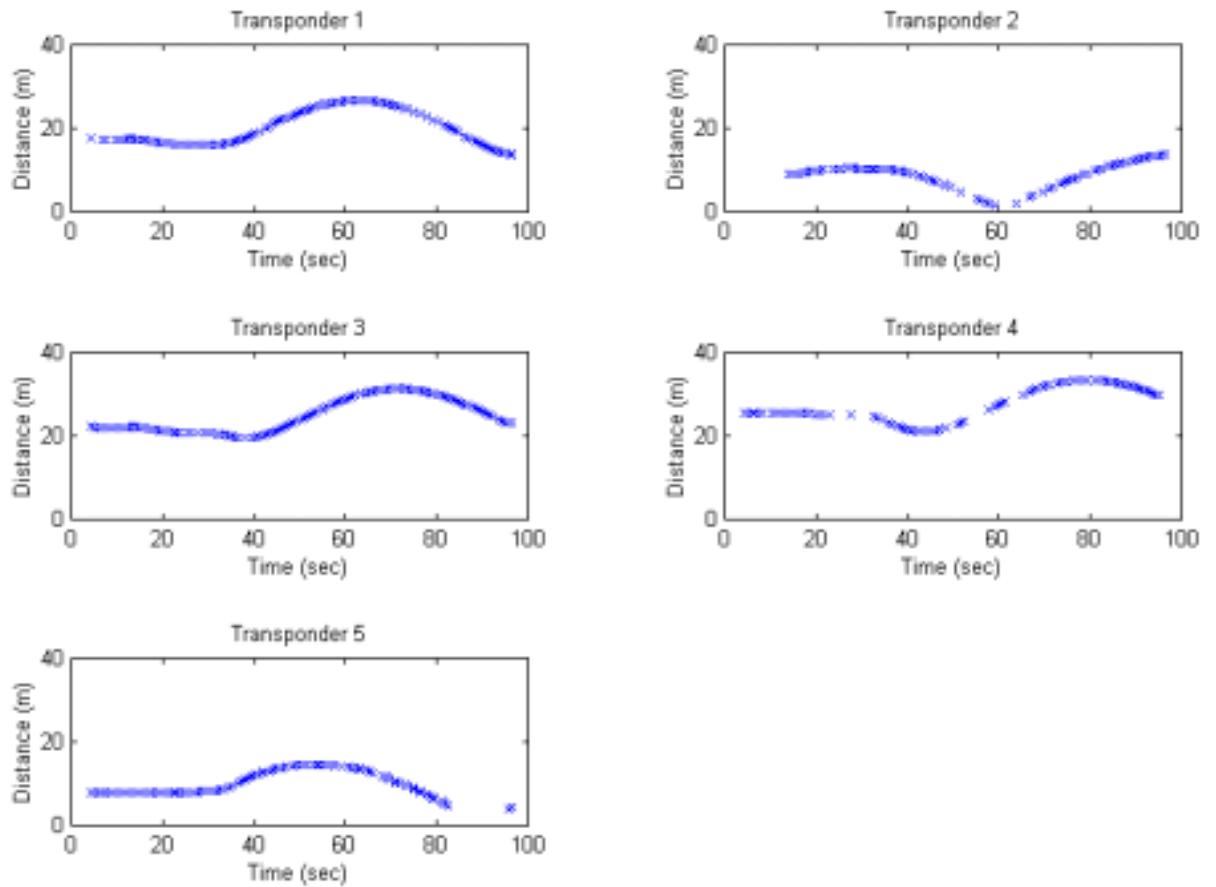 Transponder 1
40
20
0
Distance (m)
0 20 40 60 80 100
Time (sec)
Transponder 2
40
20
0
Distance (m)
0 20 40 60 80 100
Time (sec)
Transponder 3
40
20
0
Distance (m)
0 20 40 60 80 100
Time (sec)
Transponder 4
40
20
0
Distance (m)
0 20 40 60 80 100
Time (sec)
Transponder 5
40
20
0
Distance (m)
0 20 40 60 80 100
Time (sec)